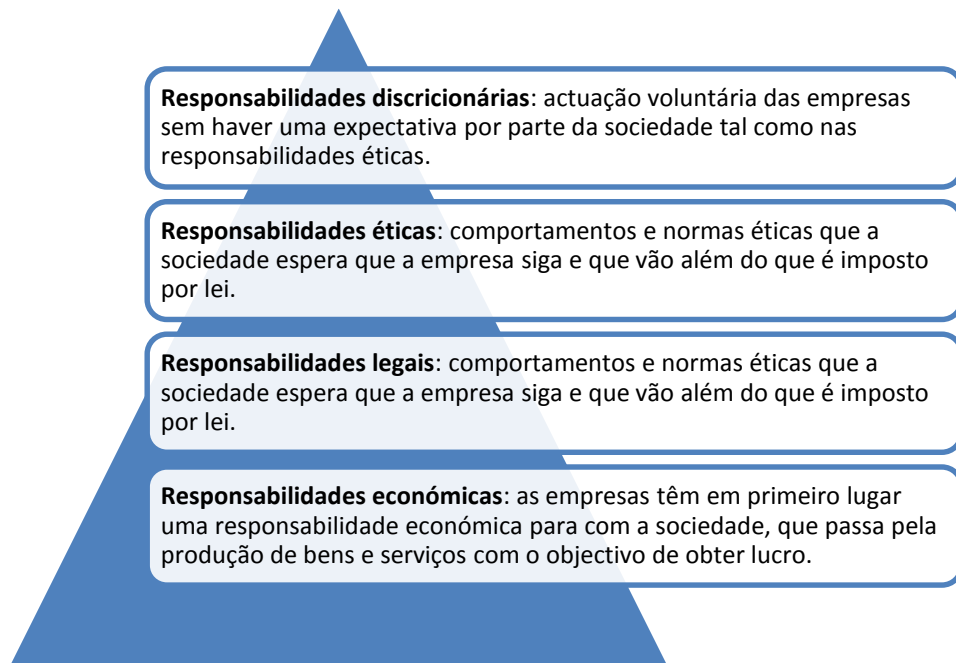 Responsabilidades discricionárias: actuação voluntária das empresas
sem haver uma expectativa por parte da sociedade tal como nas
responsabilidades éticas.
Responsabilidades éticas: comportamentos e normas éticas que a
sociedade espera que a empresa siga e que vão além do que é imposto
por lei.
Responsabilidades legais: comportamentos e normas éticas que a
sociedade espera que a empresa siga e que vão além do que é imposto
por lei.
Responsabilidades económicas: as empresas têm em primeiro lugar
uma responsabilidade económica para com a sociedade, que passa pela
produção de bens e serviços com o objectivo de obter lucro.